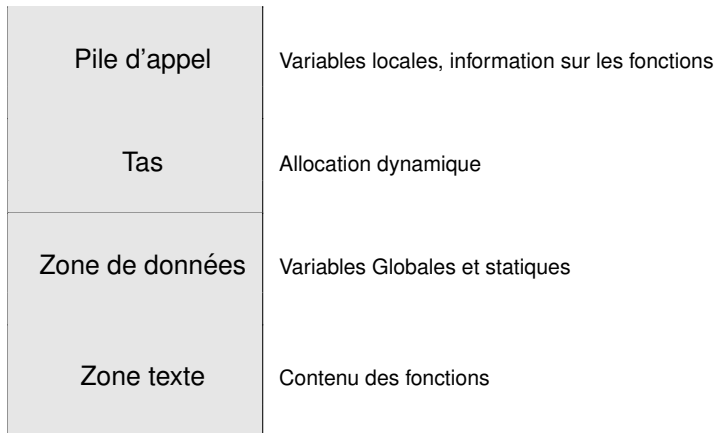 Pile d'appel
Variables locales, information sur les fonctions
Tas
Allocation dynamique
Zone de données
Variables Globales et statiques
Zone texte
Contenu des fonctions